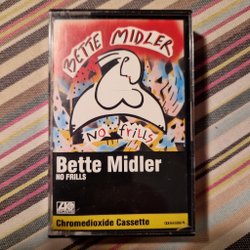 BETTE MIDLER
No Frills
Bette Midler
NO FRILLS
Chromedioxide Cassette